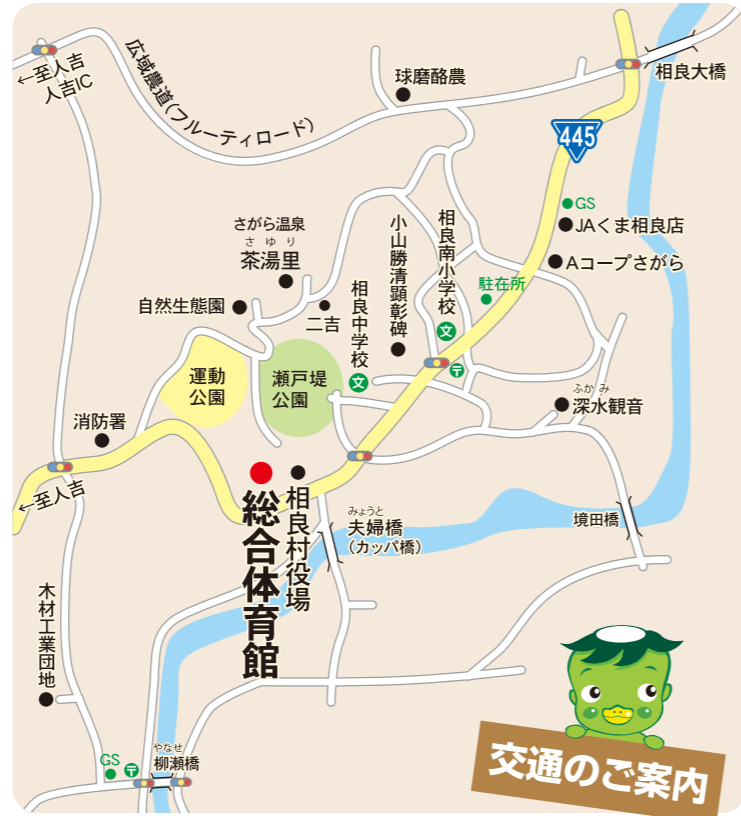 ←至人吉
人吉IC
広域農道(フルーティロード)
球磨酪農
相良大橋
445
GS
JAくま相良店
Aコープさがら
駐在所
相良南小学校
文
〒
小山勝清顕彰碑
相良中学校
文
さがら温泉
さゆり
茶湯里
二吉
自然生態園
運動
公園
瀬戸堤
公園
消防署
←至人吉
ふかみ
深水観音
総合体育館
相良村役場
みょうと
夫婦橋
(カッパ橋)
境田橋
木材工業団地
GS
〒
やなせ
柳瀬橋
交通のご案内